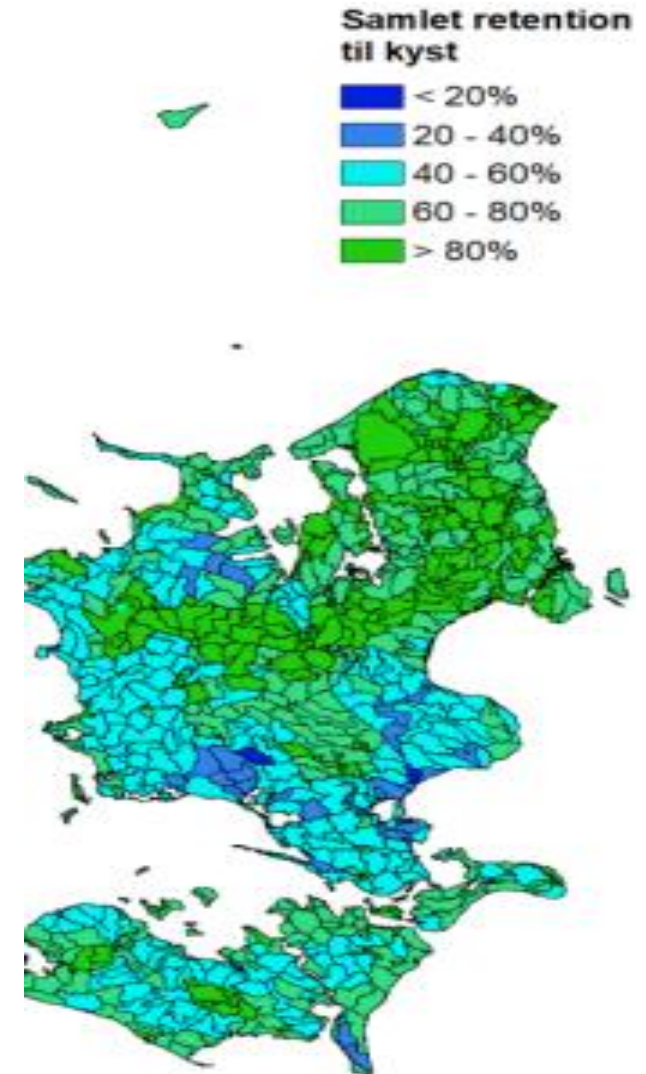 Samlet retention
til kyst
< 20%
20 - 40%
40 - 60%
60 - 80%
> 80%